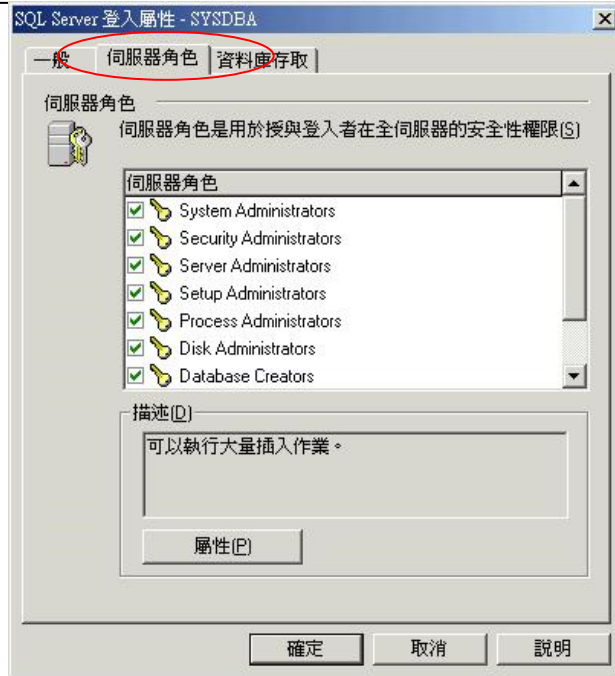 SQL Server 登入屬性 - SYSDBA
一般 伺服器角色 資料庫存取
伺服器角色
伺服器角色是用於授與登入者在全伺服器的安全性權限(S)
伺服器角色
System Administrators
Security Administrators
Server Administrators
Setup Administrators
Process Administrators
Disk Administrators
Database Creators
描述(D)
可以執行大量插入作業。
屬性(P)
確定 取消 說明